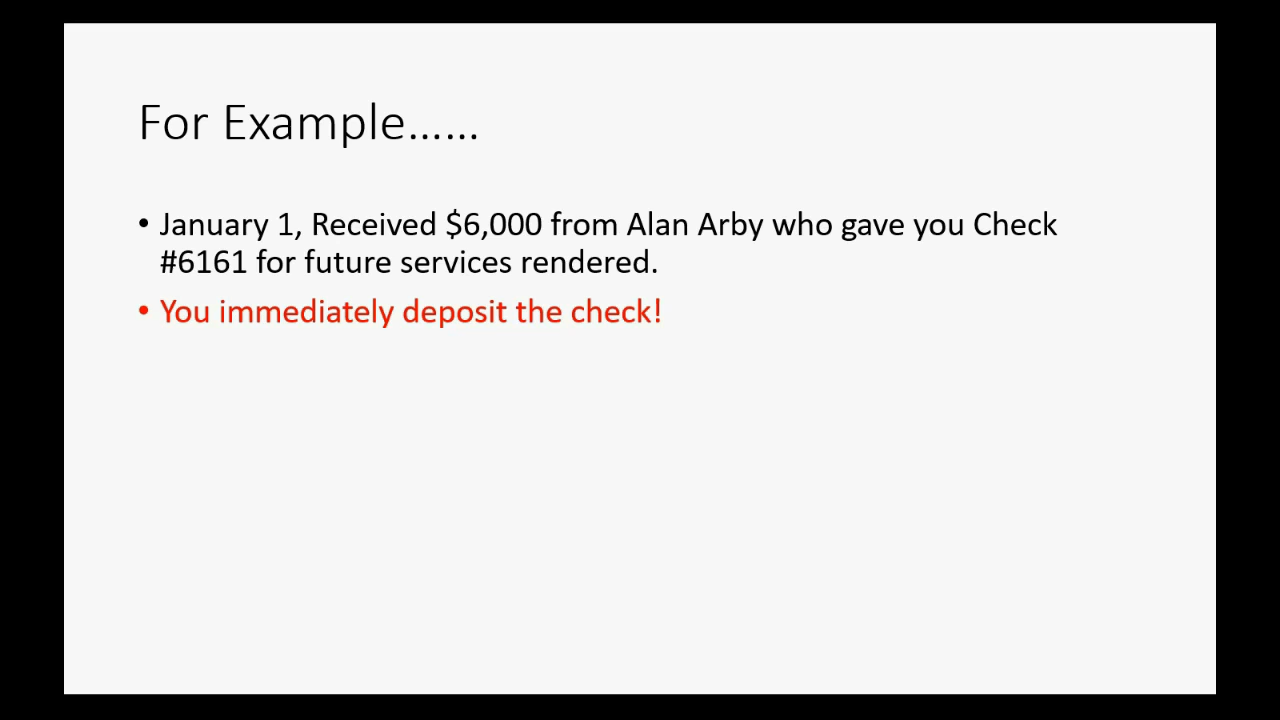 For Example......
• January 1, Received $6,000 from Alan Arby who gave you Check
#6161 for future services rendered.
• You immediately deposit the check!